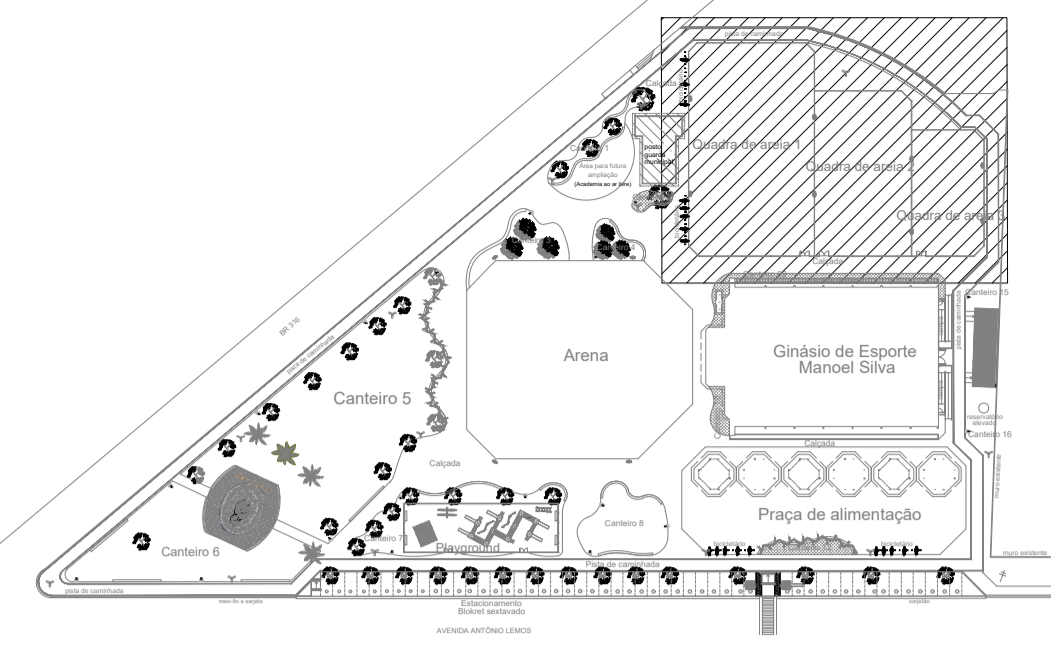 pista de caminhada
Calçada
Quadra de areia 1
posto
guarda
municipal
Área para futura
ampliação
(Academia ao ar livre)
Quadra de areia 2
Quadra de areia 3
Calçada
Canteiro 15
BR 316
pista de caminhada
pista de caminhada
Arena
Ginásio de Esporte
Manoel Silva
Canteiro 5
reservatório
elevado
Canteiro 16
Calçada
Calçada
muro existente
Praça de alimentação
Canteiro 8
Canteiro 7
Playground
Canteiro 6
bicicletário
bicicletário
muro existente
Pista de caminhada
pista de caminhada
meio-fio e sarjeta
Estacionamento
Blokret sextavado
sarjetão
AVENIDA ANTÔNIO LEMOS